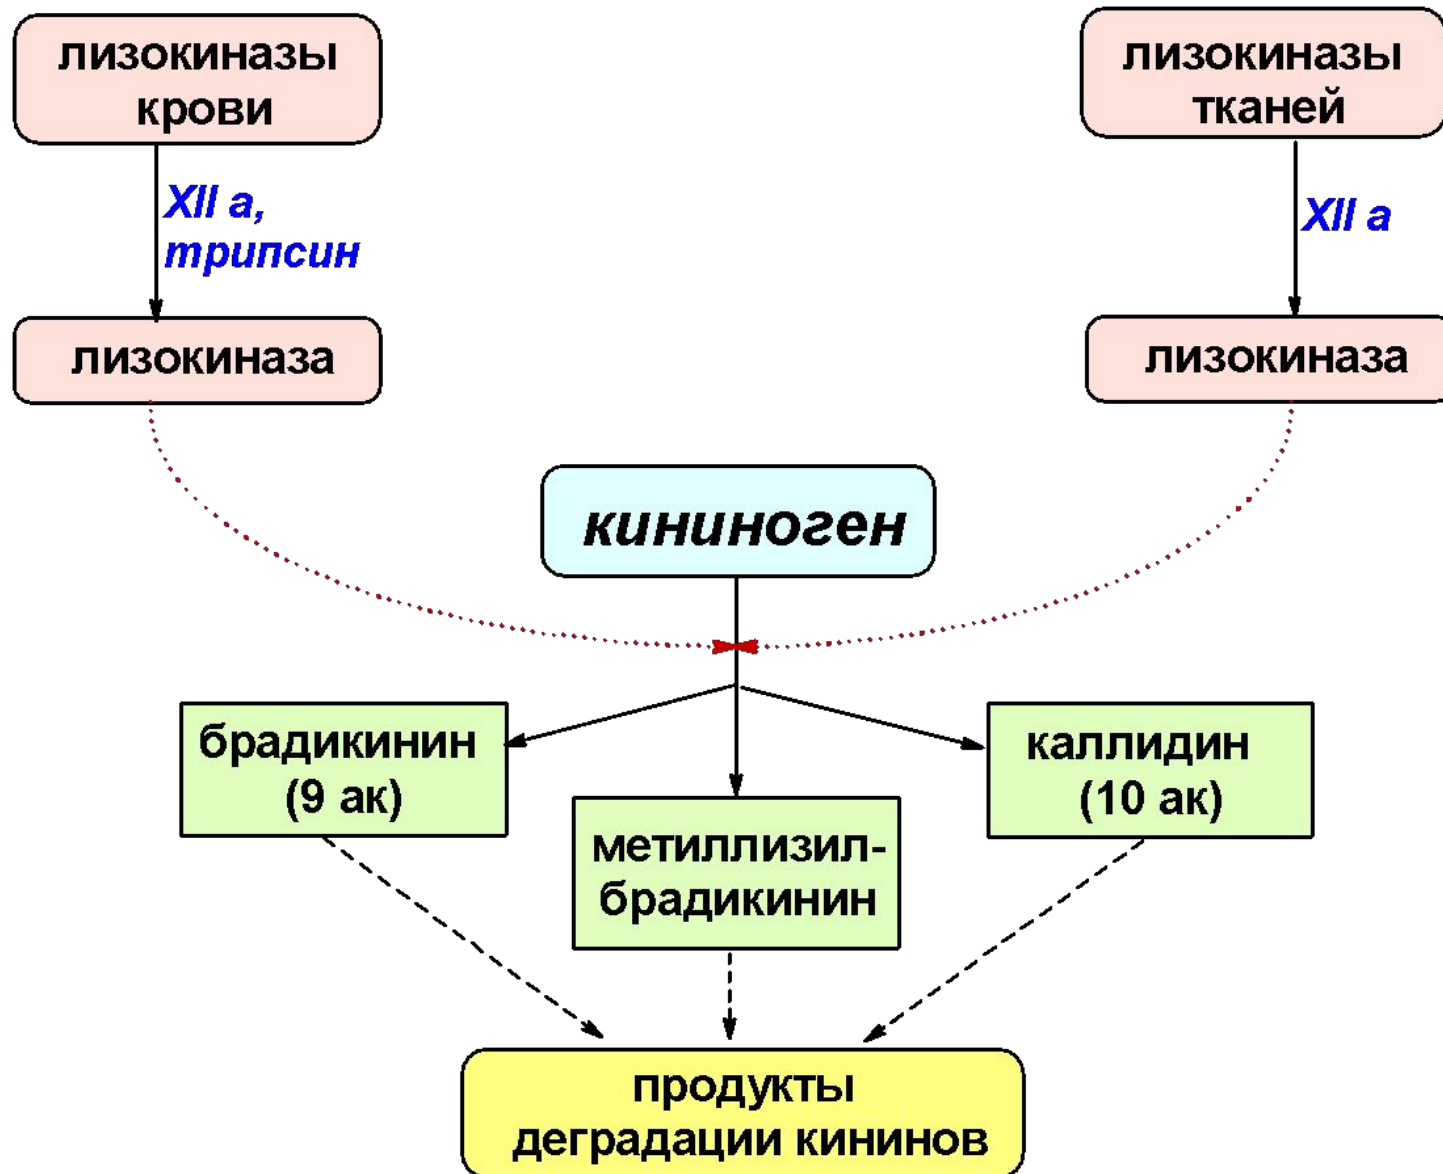 лизокиназы
крови
лизокиназы
тканей
XII а,
трипсин
XII а
лизокиназа
лизокиназа
кининоген
брадикинин
(9 ак)
метиллизил-
брадикинин
каллидин
(10 ак)
продукты
деградации кининов